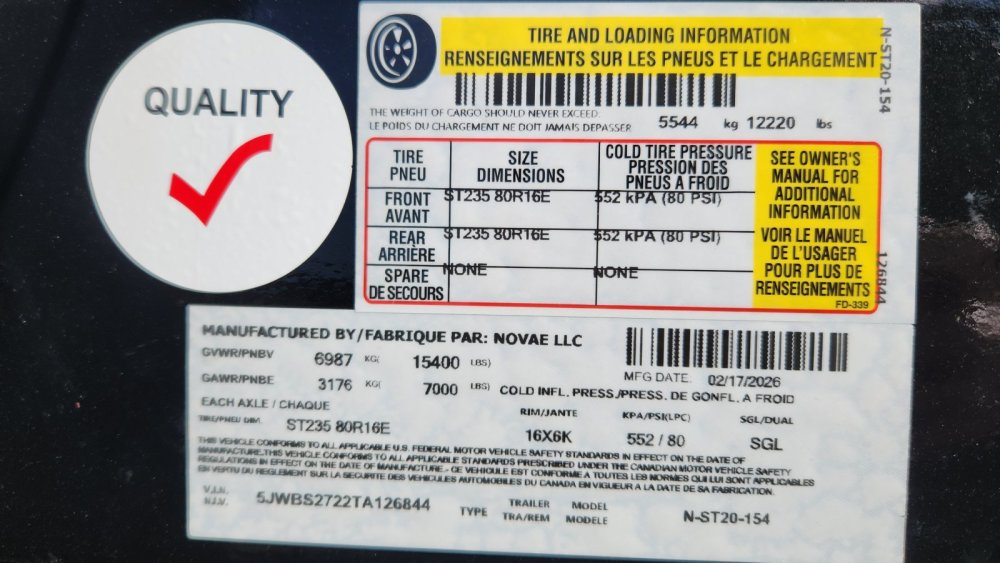 QUALITY
TIRE AND LOADING INFORMATION
RENSEIGNEMENTS SUR LES PNEUS ET LE CHARGEMENT
N-ST20-154
THE WEIGHT OF CARGO SHOULD NEVER EXCEED
LE POIDS DU CHARGEMENT NE DOIT JAMAIS DEPASSER 5544 kg 12220 lbs
TIRE
PNEU
SIZE
DIMENSIONS
COLD TIRE PRESSURE
PRESSION DES
PNEUS A FROID
FRONT
AVANT
ST235 80R16E
552 kPA (80 PSI)
REAR
ARRIÈRE
ST235 80R16E
552 kPA (80 PSI)
SPARE
DE SECOURS
NONE
NONE
SEE OWNER'S
MANUAL FOR
ADDITIONAL
INFORMATION
VOIR LE MANUEL
DE L'USAGER
POUR PLUS DE
RENSEIGNEMENTS
FD-339
126844
MANUFACTURED BY/FABRIQUE PAR: NOVAE LLC
GVWR/PNBV 6987 KG( 15400 LBS)
MFG DATE. 02/17/2026
GAWR/PNBE 3176 KG( 7000 LBS) COLD INFL. PRESS./PRESS. DE GONFL. A FROID
EACH AXLE / CHAQUE
RIM/JANTE KPA/PSI(LPC) SGL/DUAL
TIRE/PNEU DIM. ST235 80R16E 16X6K 552 / 80 SGL
THIS VEHICLE CONFORMS TO ALL APPLICABLE U.S. FEDERAL MOTOR VEHICLE SAFETY STANDARDS IN EFFECT ON THE DATE OF
MANUFACTURE.THIS VEHICLE CONFORMS TO ALL APPLICABLE STANDARDS PRESCRIBED UNDER THE CANADIAN MOTOR VEHICLE SAFETY
REGULATIONS IN EFFECT ON THE DATE OF MANUFACTURE.- CE VEHICULE EST CONFORME A TOUTES LES NORMES QUI LUI SONT APPLICABLES
EN VERTU DU REGLEMENT SUR LA SECURITE DES VEHICULES AUTOMOBILES DU CANADA EN VIGUEUR A LA DATE DE SA FABRICATION.
V.I.N.
N.I.V.
5JWBS2722TA126844
TYPE
TRAILER
TRA/REM
MODEL
MODELE
N-ST20-154